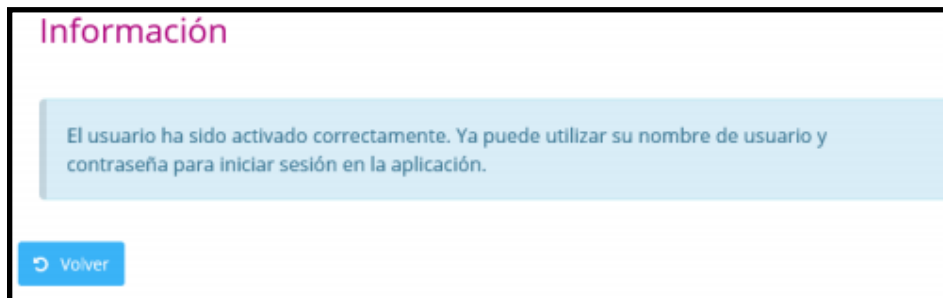 Información
El usuario ha sido activado correctamente. Ya puede utilizar su nombre de usuario y
contraseña para iniciar sesión en la aplicación.
Volver